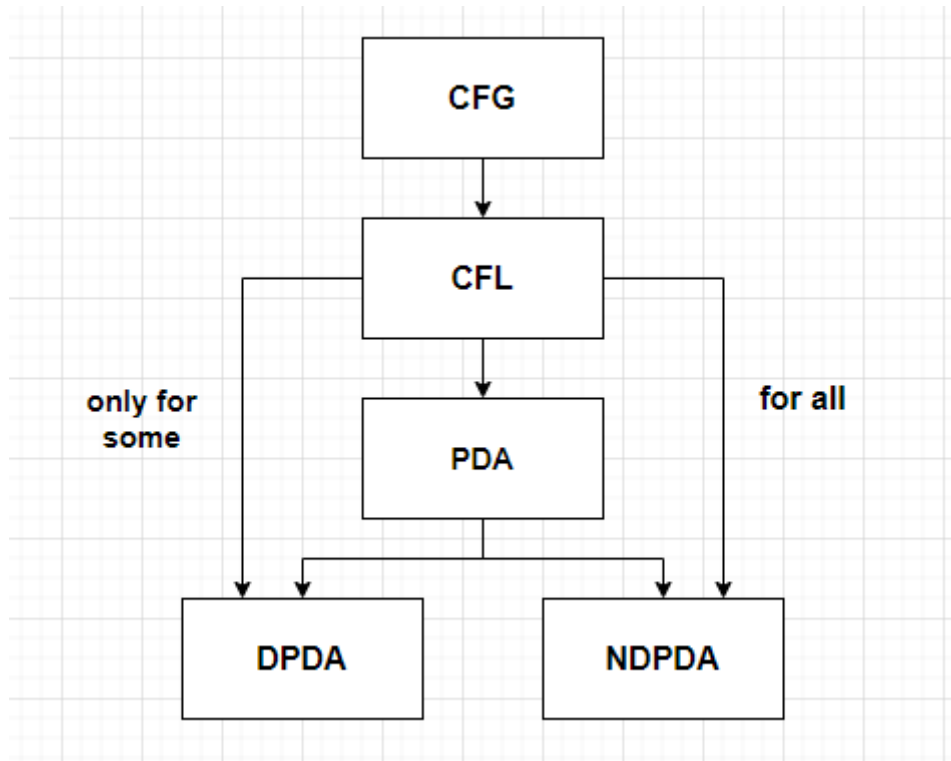 CFG
CFL
only for
some
for all
PDA
DPDA
NDPDA